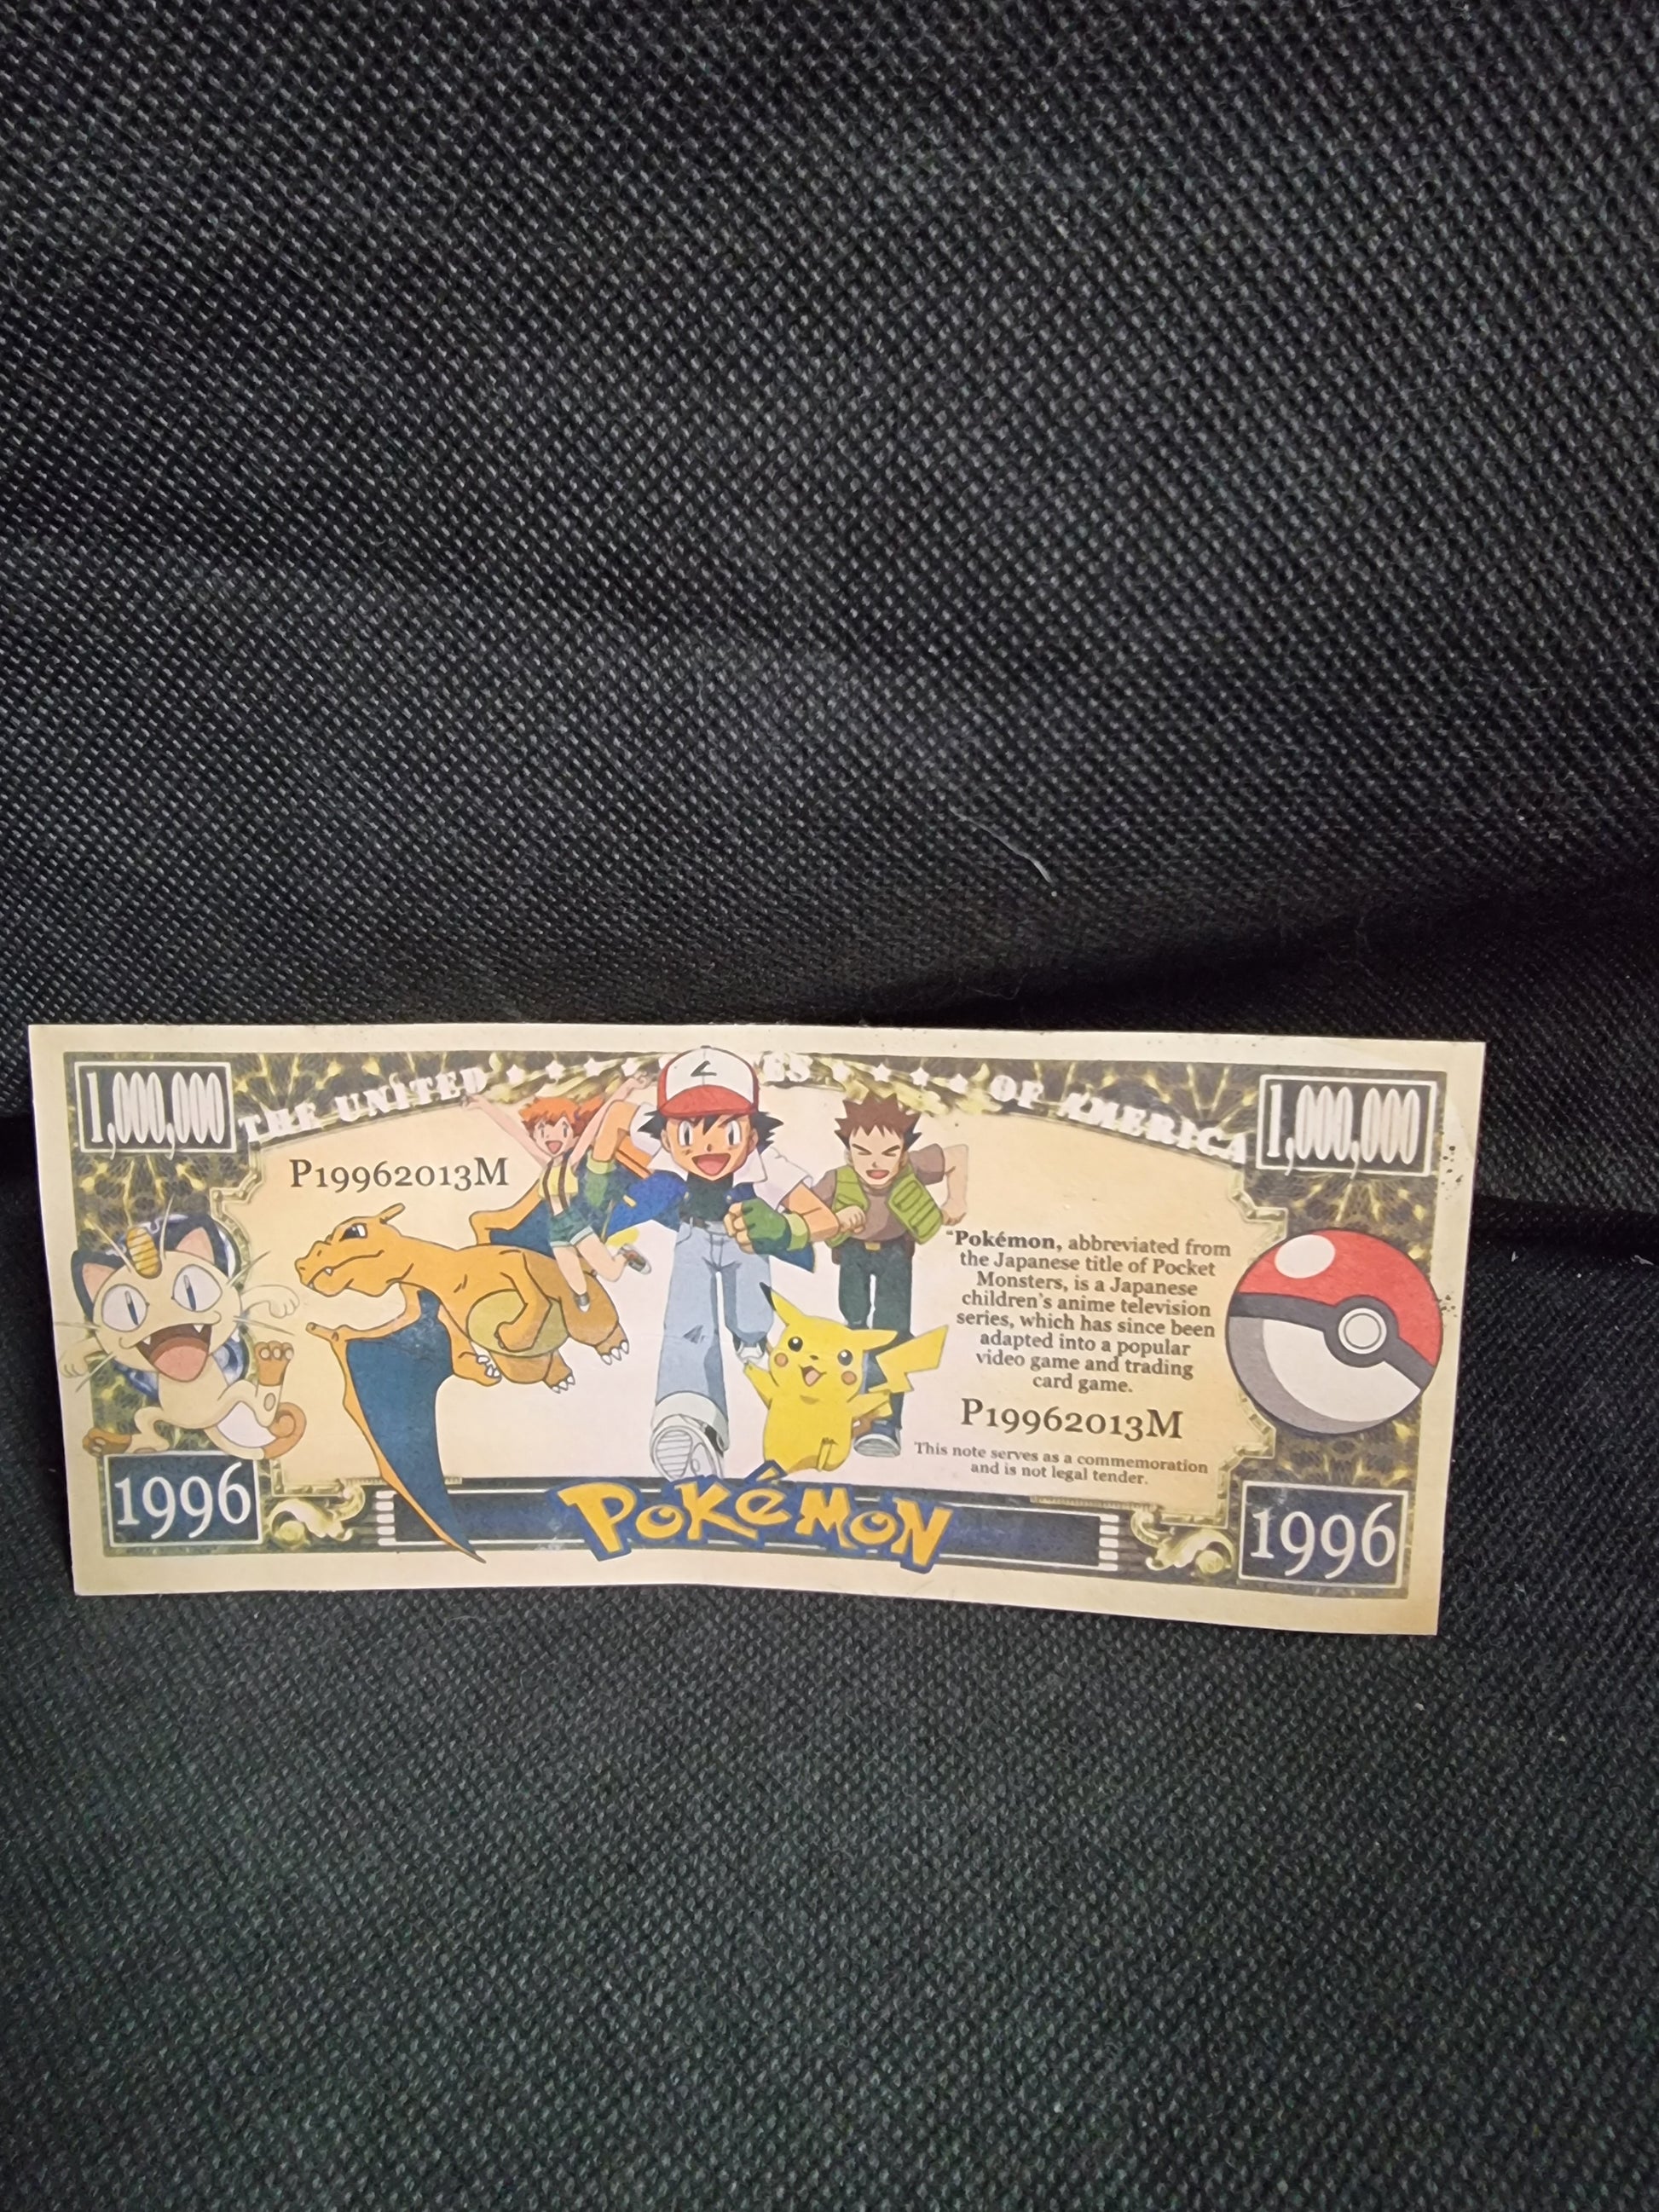 1,000,000
THE UNITED ES OF AMERICA
1,000,000
P19962013M
"Pokémon, abbreviated from
the Japanese title of Pocket
Monsters, is a Japanese
children's anime television
series, which has since been
adapted into a popular
video game and trading
card game.
P19962013M
This note serves as a commemoration
and is not legal tender.
1996
POKéMON
1996